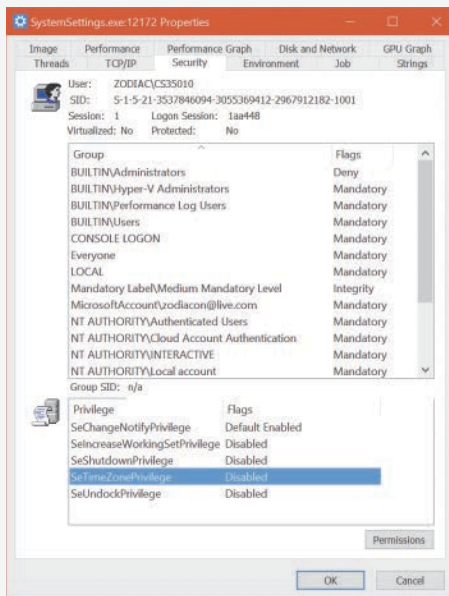 SystemSettings.exe:12172 Properties
Image Performance Performance Graph Disk and Network GPU Graph
Threads TCP/IP Security Environment Job Strings
User: ZODIAC\CS35010
SID: S-1-5-21-3537846094-3055369412-2967912182-1001
Session: 1 Logon Session: 1aa448
Virtualized: No Protected: No
Group Flags
BUILTIN\Administrators Deny
BUILTIN\Hyper-V Administrators Mandatory
BUILTIN\Performance Log Users Mandatory
BUILTIN\Users Mandatory
CONSOLE LOGON Mandatory
Everyone Mandatory
LOCAL Mandatory
Mandatory Label\Medium Mandatory Level Integrity
MicrosoftAccount\zodiacon@live.com Mandatory
NT AUTHORITY\Authenticated Users Mandatory
NT AUTHORITY\Cloud Account Authentication Mandatory
NT AUTHORITY\INTERACTIVE Mandatory
NT AUTHORITY\Local account Mandatory
Group SID: n/a
Privilege Flags
SeChangeNotifyPrivilege Default Enabled
SeIncreaseWorkingSetPrivilege Disabled
SeShutdownPrivilege Disabled
SeTimeZonePrivilege Disabled
SeUndockPrivilege Disabled
Permissions
OK Cancel